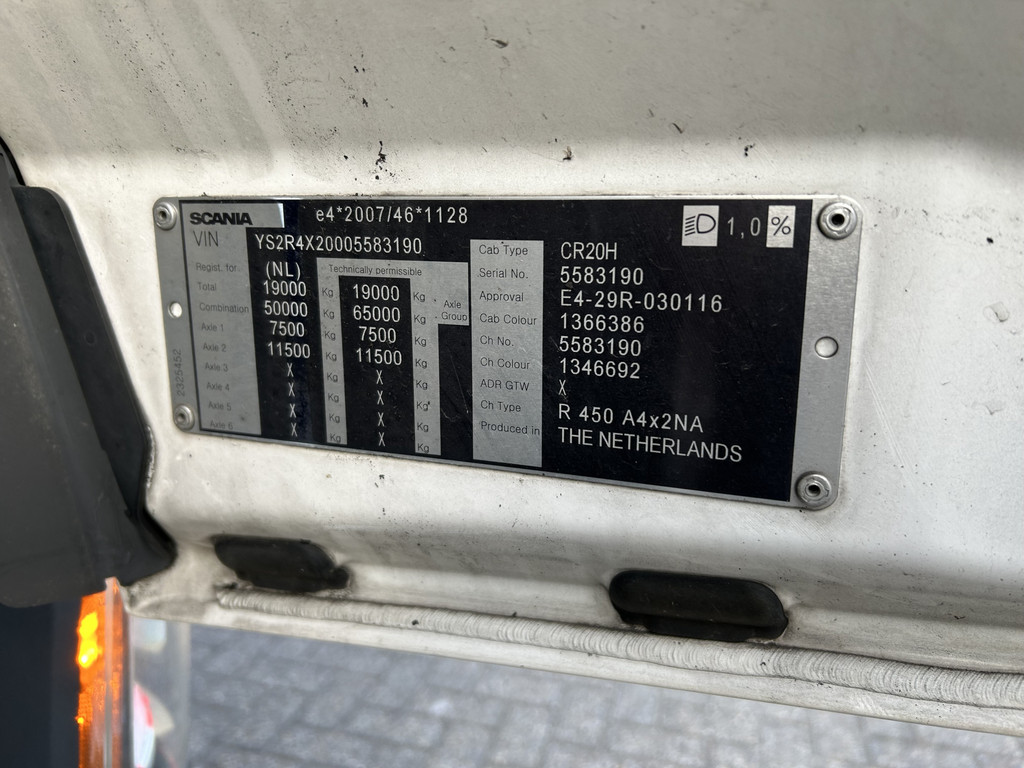 SCANIA e4*2007/46*1128 1,0 %
VIN YS2R4X20005583190
Regist. for (NL) Technically permissible
Total 19000 Kg 19000 Kg
Combination 50000 Kg 65000 Kg
Axle 1 7500 Kg 7500 Kg
Axle 2 11500 Kg 11500 Kg
Axle 3 X Kg X Kg
Axle 4 X Kg X Kg
Axle 5 X Kg X Kg
Axle 6 X Kg X Kg
Axle
Group
2325452
Cab Type CR20H
Serial No. 5583190
Approval E4-29R-030116
Cab Colour 1366386
Ch No. 5583190
Ch Colour 1346692
ADR GTW X
Ch Type R 450 A4x2NA
Produced in THE NETHERLANDS